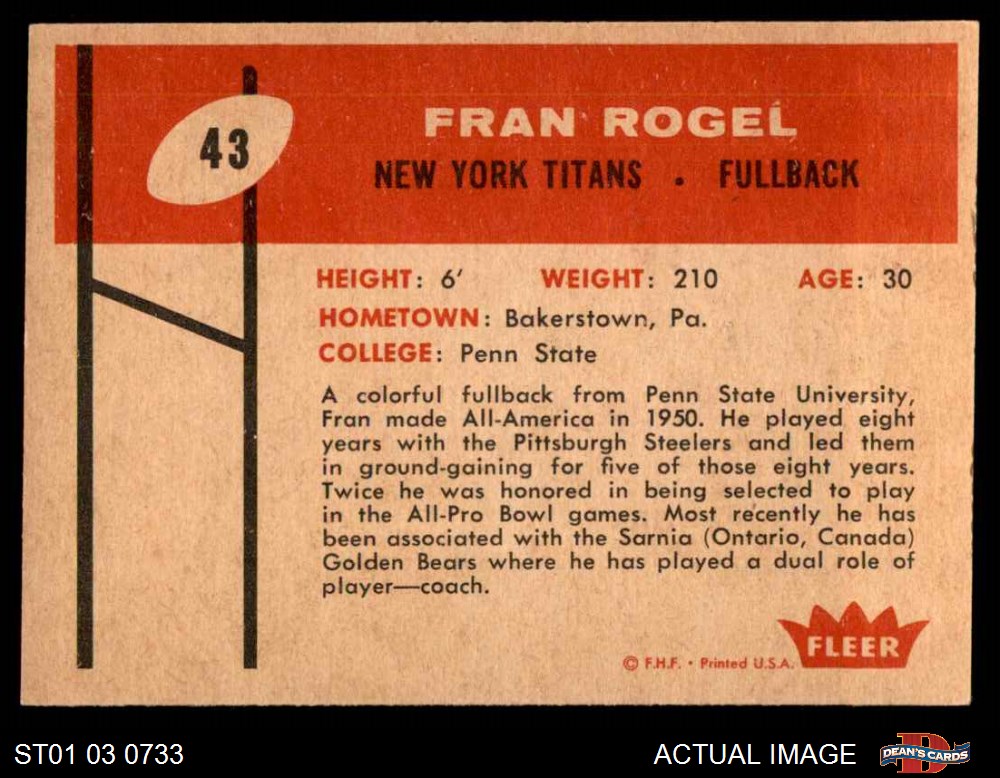 43
FRAN ROGEL
NEW YORK TITANS . FULLBACK
HEIGHT: 6' WEIGHT: 210 AGE: 30
HOMETOWN: Bakerstown, Pa.
COLLEGE: Penn State
A colorful fullback from Penn State University,
Fran made All-America in 1950. He played eight
years with the Pittsburgh Steelers and led them
in ground-gaining for five of those eight years.
Twice he was honored in being selected to play
in the All-Pro Bowl games. Most recently he has
been associated with the Sarnia (Ontario, Canada)
Golden Bears where he has played a dual role of
player—coach.
FLEER
© F.H.F. • Printed U.S.A.
ST01 03 0733
ACTUAL IMAGE
D
DEAN'S CARDS